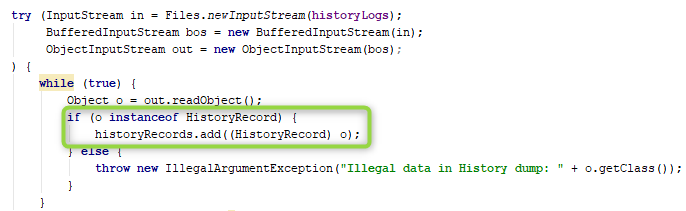 try (InputStream in = Files.newInputStream(historyLogs);
BufferedInputStream bos = new BufferedInputStream(in);
ObjectInputStream out = new ObjectInputStream(bos);
) {
while (true) {
Object o = out.readObject();
if (o instanceof HistoryRecord) {
historyRecords.add((HistoryRecord) o);
} else {
throw new IllegalArgumentException("Illegal data in History dump: " + o.getClass());
}
}